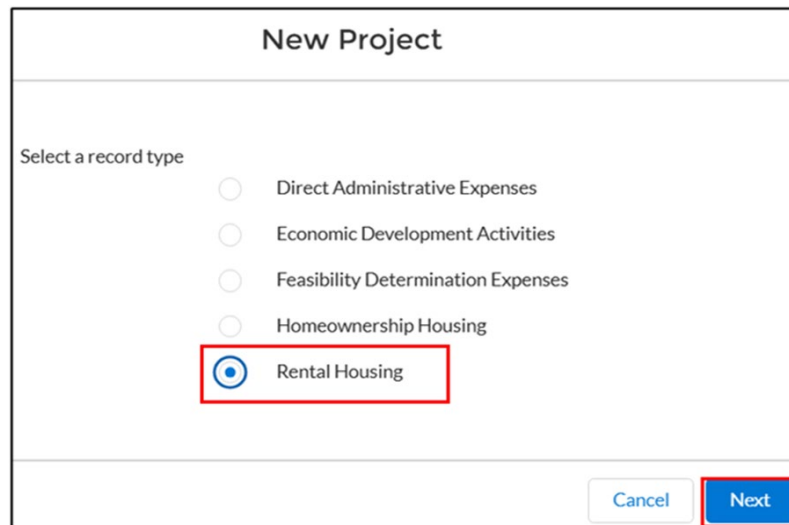 New Project
Select a record type
Direct Administrative Expenses
Economic Development Activities
Feasibility Determination Expenses
Homeownership Housing
Rental Housing
Cancel
Next